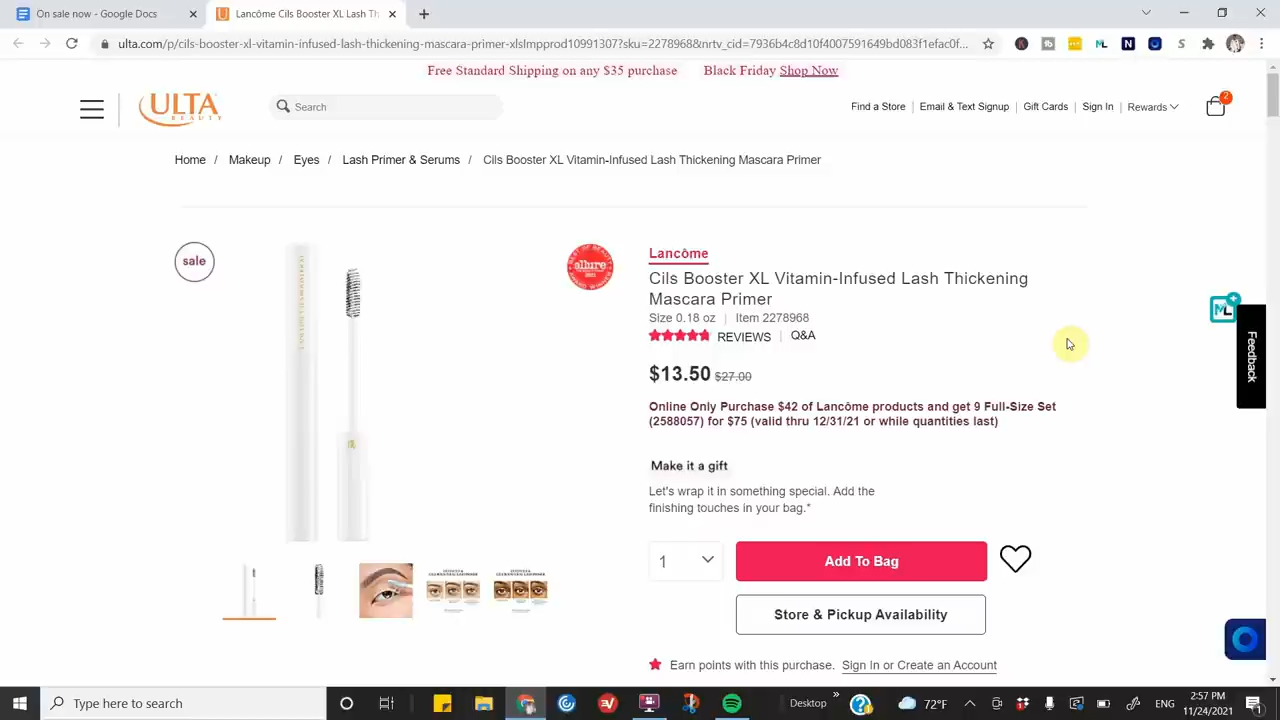 On sale now - Google Docs
Lancôme Cils Booster XL Lash Th
ulta.com/p/cils-booster-xl-vitamin-infused-lash-thickening-mascara-primer-xlslmpprod10991307?sku=2278968&nrtv_cid=7936b4c8d10f4007591649bd083f1efac0f...
Free Standard Shipping on any $35 purchase Black Friday Shop Now
ULTA
BEAUTY
Search
Find a Store | Email & Text Signup | Gift Cards | Sign In | Rewards
2
Home / Makeup / Eyes / Lash Primer & Serums / Cils Booster XL Vitamin-Infused Lash Thickening Mascara Primer
sale
allure
Lancôme
Cils Booster XL Vitamin-Infused Lash Thickening
Mascara Primer
Size 0.18 oz | Item 2278968
REVIEWS | Q&A
$13.50 $27.00
Online Only Purchase $42 of Lancôme products and get 9 Full-Size Set
(2588057) for $75 (valid thru 12/31/21 or while quantities last)
Make it a gift
Let's wrap it in something special. Add the
finishing touches in your bag.*
1
Add To Bag
Store & Pickup Availability
Earn points with this purchase. Sign In or Create an Account
ML
Feedback
Type here to search
Desktop
72°F
ENG
2:57 PM
11/24/2021